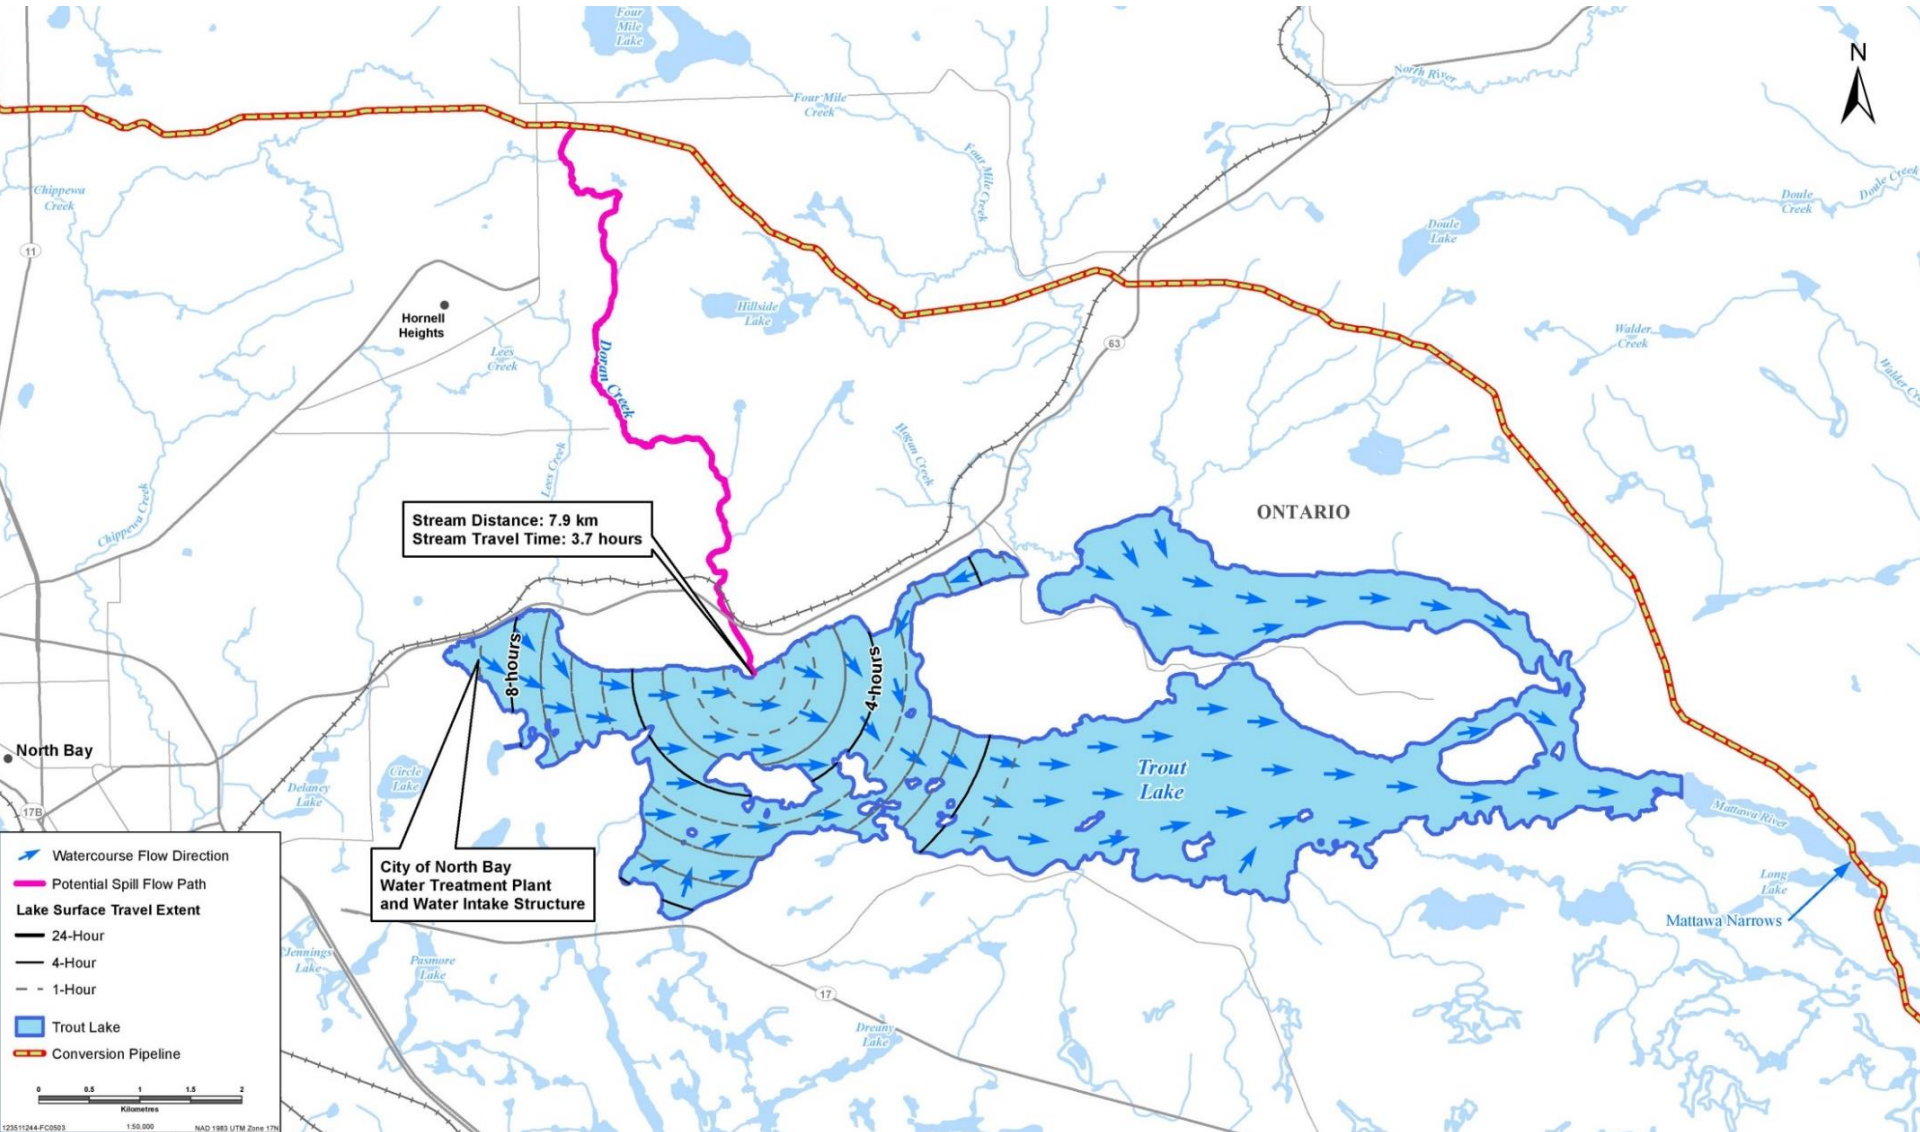 Four
Mile
Lake
N
North River
Four Mile
Creek
Four Mile Creek
Chippewa
Creek
Doule
Creek
Doule Creek
Doule
Lake
11
Hillside
Lake
Hornell
Heights
Lees
Creek
63
Walder
Creek
Doran Creek
Hogan Creek
Lees Creek
Chippewa Creek
Stream Distance: 7.9 km
Stream Travel Time: 3.7 hours
ONTARIO
8-hours
4-hours
North Bay
Circle
Lake
Delaney
Lake
Trout
Lake
17B
Mattawa River
City of North Bay
Water Treatment Plant
and Water Intake Structure
Long
Lake
Mattawa Narrows
Jennings
Lake
Pasmore
Lake
17
Dreany
Lake
Watercourse Flow Direction
Potential Spill Flow Path
Lake Surface Travel Extent
24-Hour
4-Hour
1-Hour
Trout Lake
Conversion Pipeline
0 0.5 1 1.5 2
Kilometres
123511244-FC0503 1:50,000 NAD 1983 UTM Zone 17N